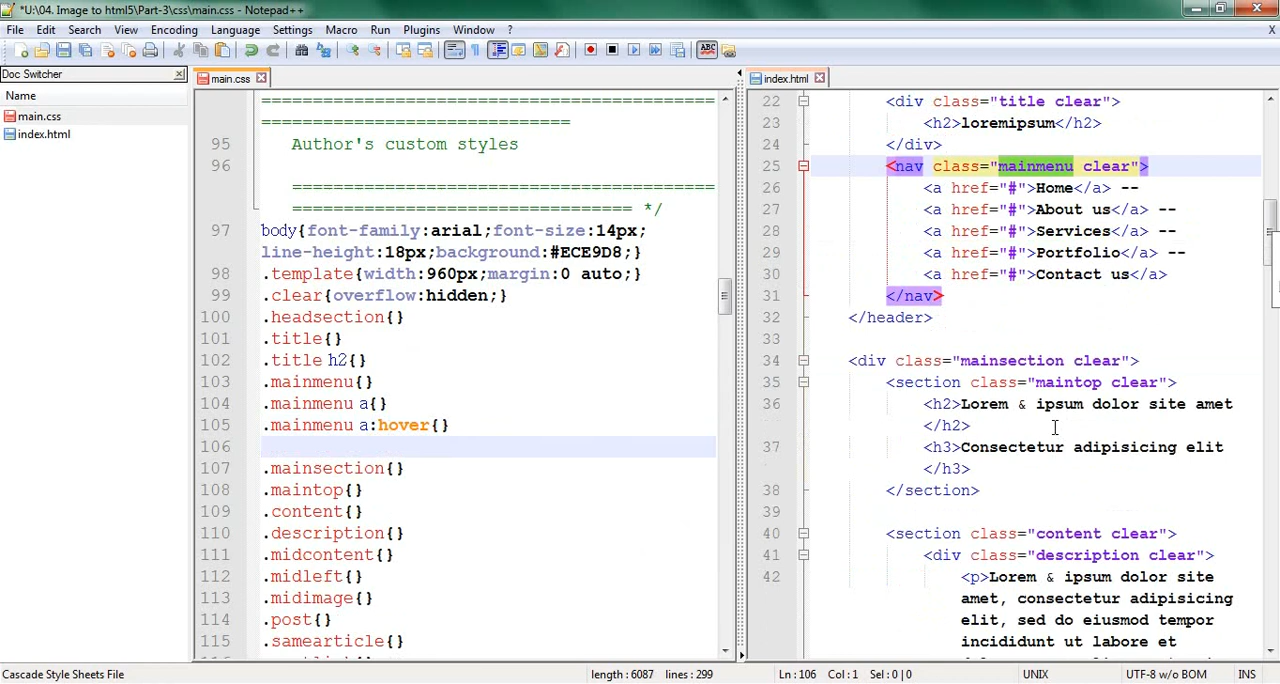 *U:\04. Image to html5\Part-3\css\main.css - Notepad++
File Edit Search View Encoding Language Settings Macro Run Plugins Window ? X
Doc Switcher
Name
main.css
index.html
main.css
==============================================
==============================
95 Author's custom styles
96
==============================================
================================= */
97 body{font-family:arial;font-size:14px;
line-height:18px;background:#ECE9D8;}
98 .template{width:960px;margin:0 auto;}
99 .clear{overflow:hidden;}
100 .headsection{}
101 .title{}
102 .title h2{}
103 .mainmenu{}
104 .mainmenu a{}
105 .mainmenu a:hover{}
106
107 .mainsection{}
108 .maintop{}
109 .content{}
110 .description{}
111 .midcontent{}
112 .midleft{}
113 .midimage{}
114 .post{}
115 .samearticle{}
index.html
22 <div class="title clear">
23 <h2>loremipsum</h2>
24 </div>
25 <nav class="mainmenu clear">
26 <a href="#">Home</a> --
27 <a href="#">About us</a> --
28 <a href="#">Services</a> --
29 <a href="#">Portfolio</a> --
30 <a href="#">Contact us</a>
31 </nav>
32 </header>
33
34 <div class="mainsection clear">
35 <section class="maintop clear">
36 <h2>Lorem & ipsum dolor site amet
</h2>
37 <h3>Consectetur adipisicing elit
</h3>
38 </section>
39
40 <section class="content clear">
41 <div class="description clear">
42 <p>Lorem & ipsum dolor site
amet, consectetur adipisicing
elit, sed do eiusmod tempor
incididunt ut labore et
Cascade Style Sheets File length : 6087 lines : 299 Ln : 106 Col : 1 Sel : 0 | 0 UNIX UTF-8 w/o BOM INS